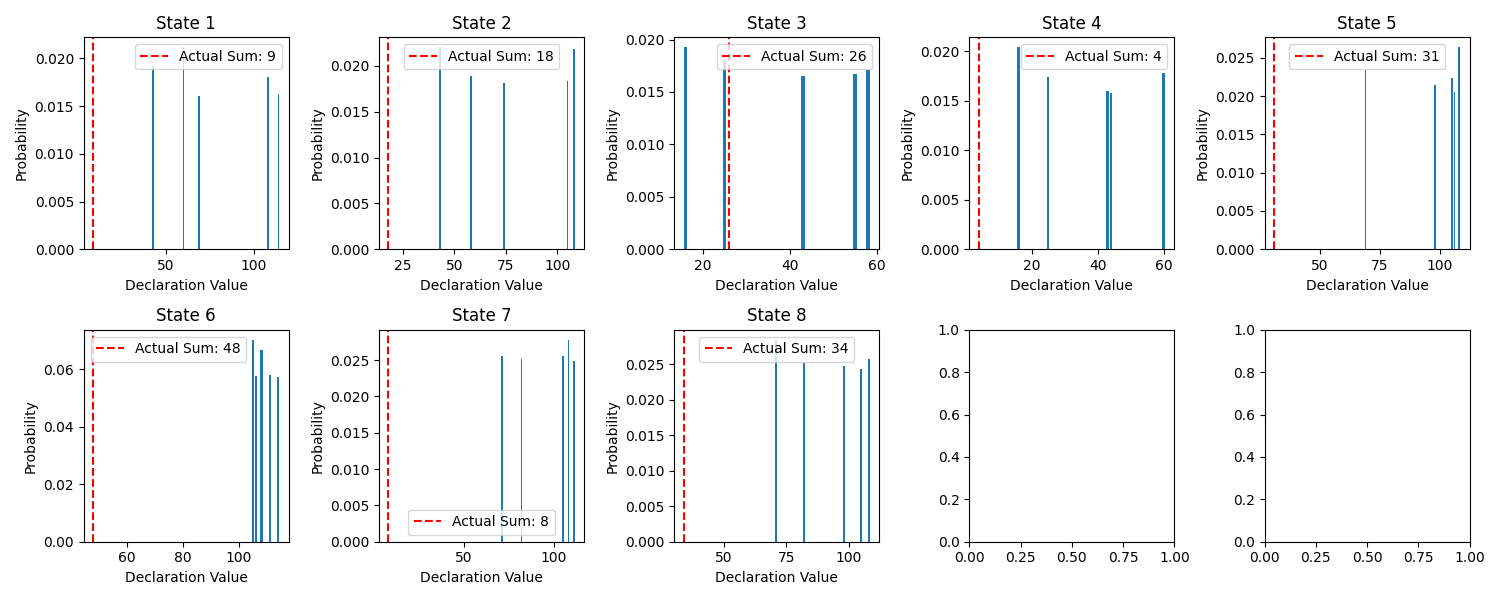 State 1
Actual Sum: 9
Probability
0.020
0.015
0.010
0.005
0.000
50 100
Declaration Value
State 2
Actual Sum: 18
Probability
0.020
0.015
0.010
0.005
0.000
25 50 75 100
Declaration Value
State 3
Actual Sum: 26
Probability
0.020
0.015
0.010
0.005
0.000
20 40 60
Declaration Value
State 4
Actual Sum: 4
Probability
0.020
0.015
0.010
0.005
0.000
20 40 60
Declaration Value
State 5
Actual Sum: 31
Probability
0.025
0.020
0.015
0.010
0.005
0.000
50 75 100
Declaration Value
State 6
Actual Sum: 48
Probability
0.06
0.04
0.02
0.00
60 80 100
Declaration Value
State 7
Actual Sum: 8
Probability
0.025
0.020
0.015
0.010
0.005
0.000
50 100
Declaration Value
State 8
Actual Sum: 34
Probability
0.025
0.020
0.015
0.010
0.005
0.000
50 75 100
Declaration Value
1.0
0.8
0.6
0.4
0.2
0.0
0.00 0.25 0.50 0.75 1.00
1.0
0.8
0.6
0.4
0.2
0.0
0.00 0.25 0.50 0.75 1.00